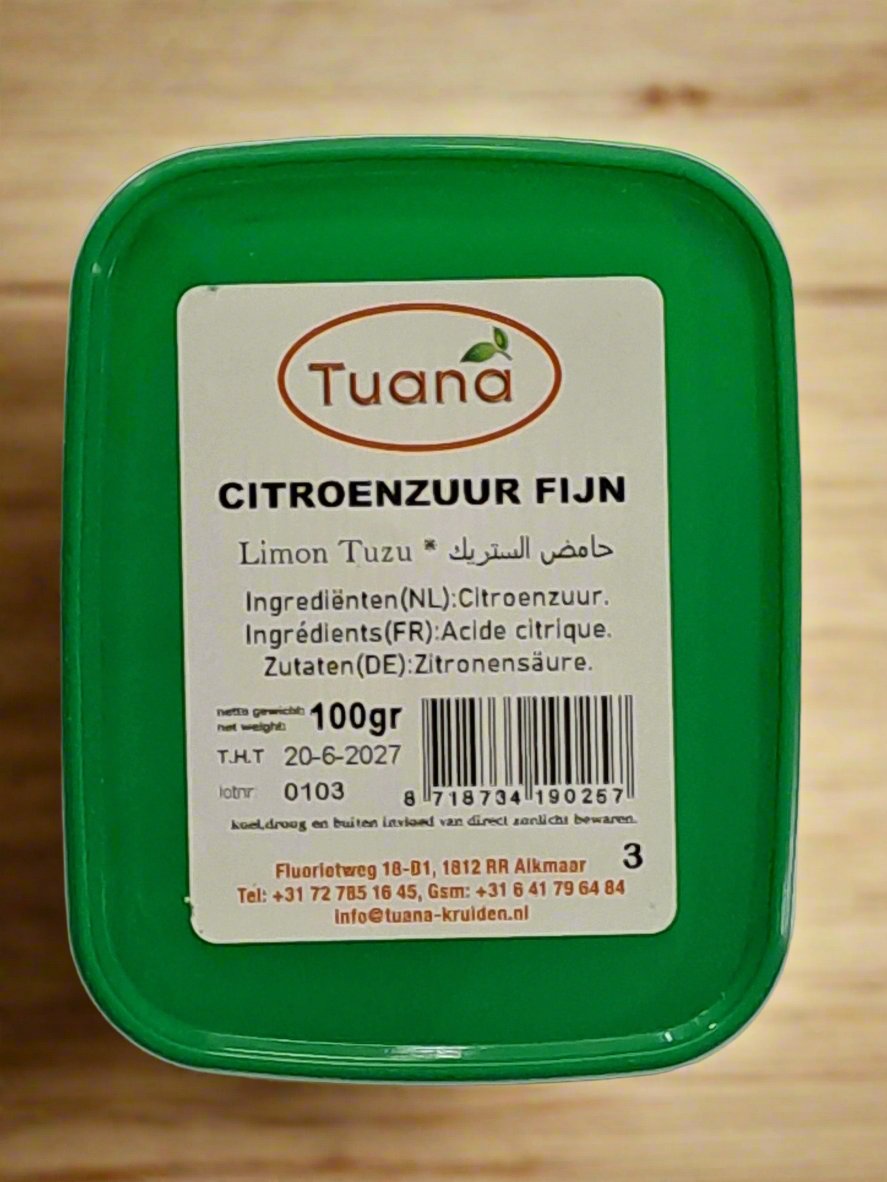 Tuana
CITROENZUUR FIJN
Limon Tuzu * حامض الستريك
Ingrediënten(NL):Citroenzuur.
Ingrédients(FR):Acide citrique.
Zutaten(DE):Zitronensäure.
netto gewicht:
net weight: 100gr
T.H.T 20-6-2027
lotnr 0103
8 718734 190257
koel,droog en buiten invloed van direct zonlicht bewaren.
3
Fluorietweg 18-B1, 1812 RR Alkmaar
Tel: +31 72 785 16 45, Gsm: +31 6 41 79 64 84
info@tuana-kruiden.nl